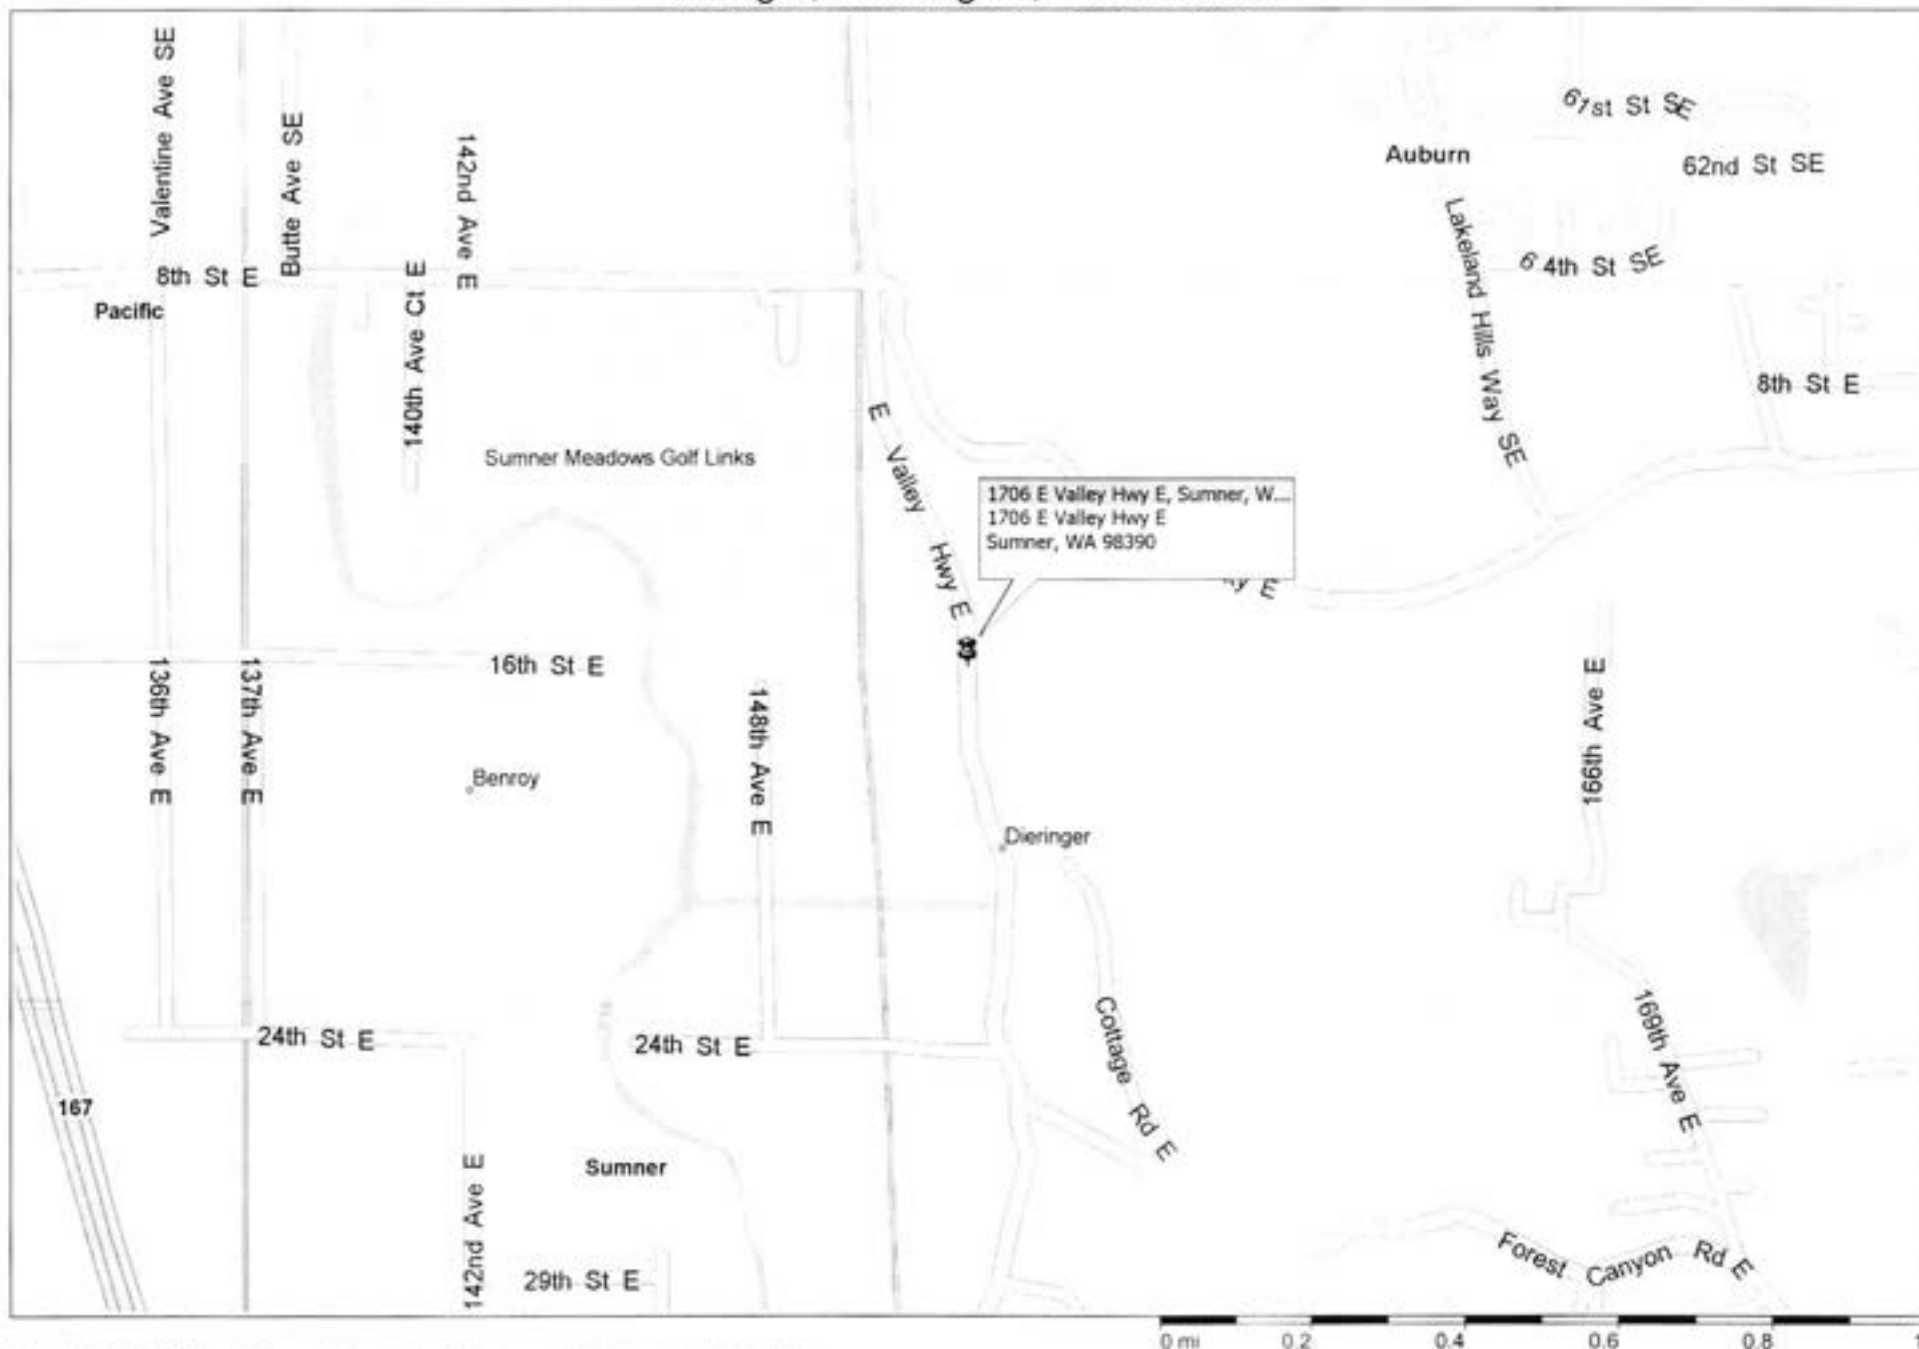 Valentine Ave SE
Butte Ave SE
142nd Ave E
61st St SE
Auburn
62nd St SE
8th St E
Pacific
140th Ave Ct E
Lakeland Hills Way SE
64th St SE
8th St E
Sumner Meadows Golf Links
E Valley Hwy E
1706 E Valley Hwy E, Sumner, W...
1706 E Valley Hwy E
Sumner, WA 98390
E
16th St E
136th Ave E
137th Ave E
148th Ave E
166th Ave E
Benroy
Dieringer
24th St E
24th St E
Cottage Rd E
169th Ave E
167
Sumner
142nd Ave E
29th St E
Forest Canyon Rd E
0 mi 0.2 0.4 0.6 0.8